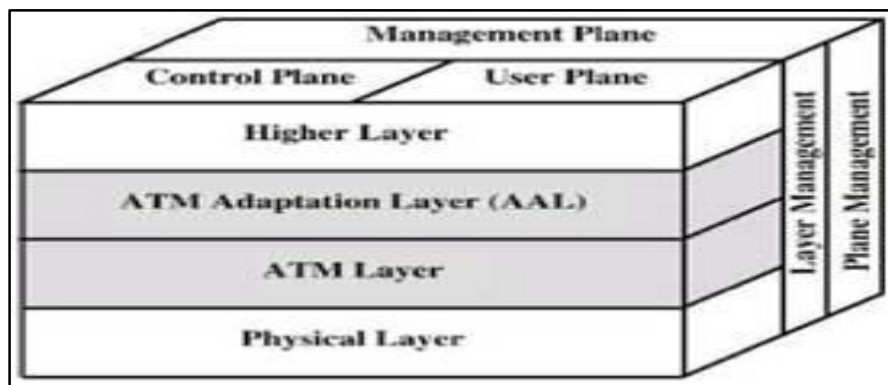 Management Plane
Control Plane
User Plane
Higher Layer
ATM Adaptation Layer (AAL)
ATM Layer
Physical Layer
Layer Management
Plane Management